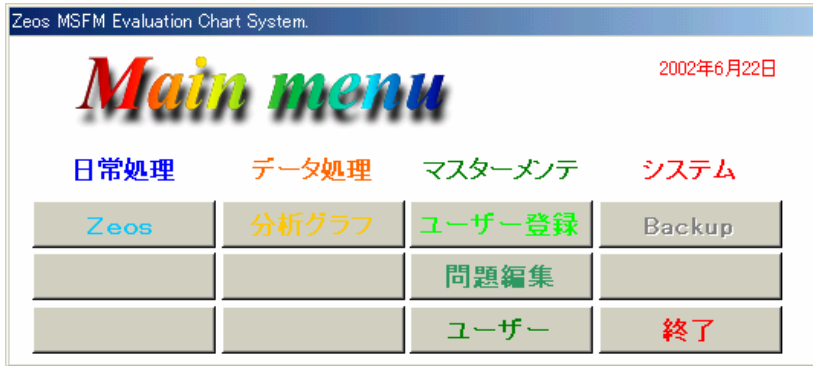 Zeos MSFM Evaluation Chart System.
Main menu
2002年6月22日
日常処理 データ処理 マスターメンテ システム
Zeos 分析グラフ ユーザー登録 Backup
問題編集
ユーザー 終了